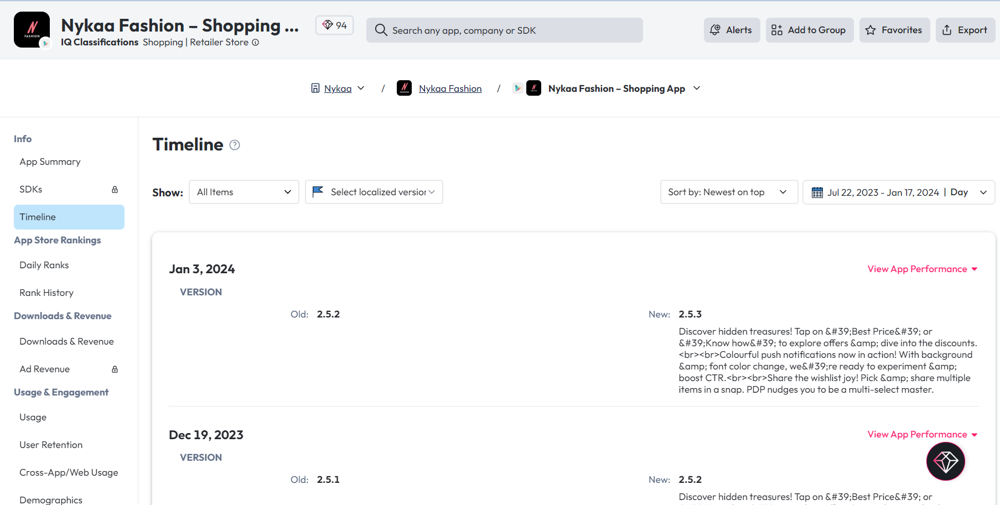 Nykaa Fashion – Shopping ...
94
Search any app, company or SDK
Alerts
Add to Group
Favorites
Export
N FASHION
IQ Classifications Shopping | Retailer Store
Nykaa / Nykaa Fashion / Nykaa Fashion – Shopping App
Info
App Summary
SDKs
Timeline
App Store Rankings
Daily Ranks
Rank History
Downloads & Revenue
Downloads & Revenue
Ad Revenue
Usage & Engagement
Usage
User Retention
Cross-App/Web Usage
Demographics
Timeline ?
Show: All Items
Select localized version
Sort by: Newest on top
Jul 22, 2023 - Jan 17, 2024 | Day
Jan 3, 2024
View App Performance
VERSION
Old: 2.5.2
New: 2.5.3
Discover hidden treasures! Tap on &#39;Best Price&#39; or
&#39;Know how&#39; to explore offers &amp; dive into the discounts.
<br><br>Colourful push notifications now in action! With background
&amp; font color change, we&#39;re ready to experiment &amp;
boost CTR.<br><br>Share the wishlist joy! Pick &amp; share multiple
items in a snap. PDP nudges you to be a multi-select master.
Dec 19, 2023
View App Performance
VERSION
Old: 2.5.1
New: 2.5.2
Discover hidden treasures! Tap on &#39;Best Price&#39; or